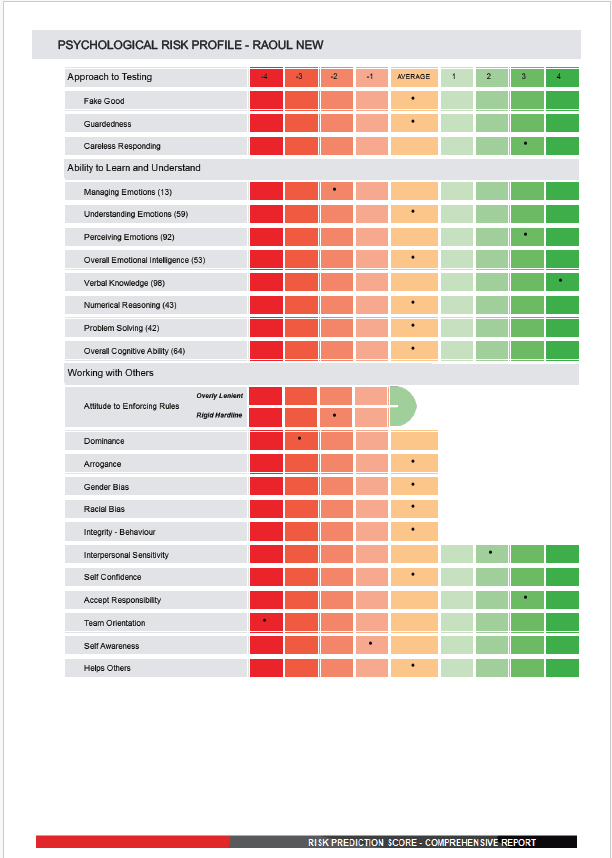 PSYCHOLOGICAL RISK PROFILE - RAOUL NEW
Approach to Testing -4 -3 -2 -1 AVERAGE 1 2 3 4
Fake Good
Guardedness
Careless Responding
Ability to Learn and Understand
Managing Emotions (13)
Understanding Emotions (59)
Perceiving Emotions (92)
Overall Emotional Intelligence (53)
Verbal Knowledge (98)
Numerical Reasoning (43)
Problem Solving (42)
Overall Cognitive Ability (64)
Working with Others
Overly Lenient
Attitude to Enforcing Rules
Rigid Hardline
Dominance
Arrogance
Gender Bias
Racial Bias
Integrity - Behaviour
Interpersonal Sensitivity
Self Confidence
Accept Responsibility
Team Orientation
Self Awareness
Helps Others
RISK PREDICTION SCORE - COMPREHENSIVE REPORT